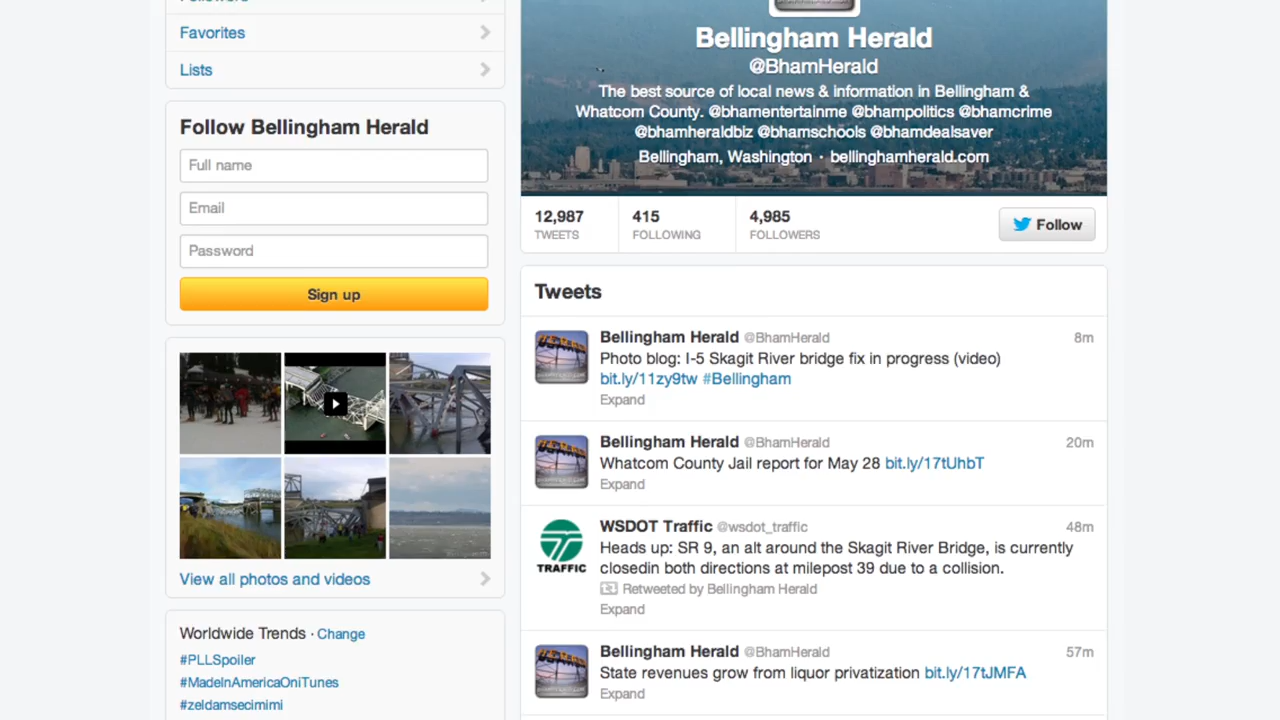 Favorites
Lists
Follow Bellingham Herald
Full name
Email
Password
Sign up
View all photos and videos
Worldwide Trends · Change
#PLLSpoiler
#MadeInAmericaOniTunes
#zeldamsecimimi
Bellingham Herald
@BhamHerald
The best source of local news & information in Bellingham &
Whatcom County. @bhamentertainme @bhampolitics @bhamcrime
@bhamheraldbiz @bhamschools @bhamdealsaver
Bellingham, Washington · bellinghamherald.com
12,987 415 4,985
TWEETS FOLLOWING FOLLOWERS
Follow
Tweets
Bellingham Herald @BhamHerald 8m
Photo blog: I-5 Skagit River bridge fix in progress (video)
bit.ly/11zy9tw #Bellingham
Expand
Bellingham Herald @BhamHerald 20m
Whatcom County Jail report for May 28 bit.ly/17tUhbT
Expand
WSDOT Traffic @wsdot_traffic 48m
Heads up: SR 9, an alt around the Skagit River Bridge, is currently
closedin both directions at milepost 39 due to a collision.
Retweeted by Bellingham Herald
Expand
TRAFFIC
Bellingham Herald @BhamHerald 57m
State revenues grow from liquor privatization bit.ly/17tJMFA
Expand